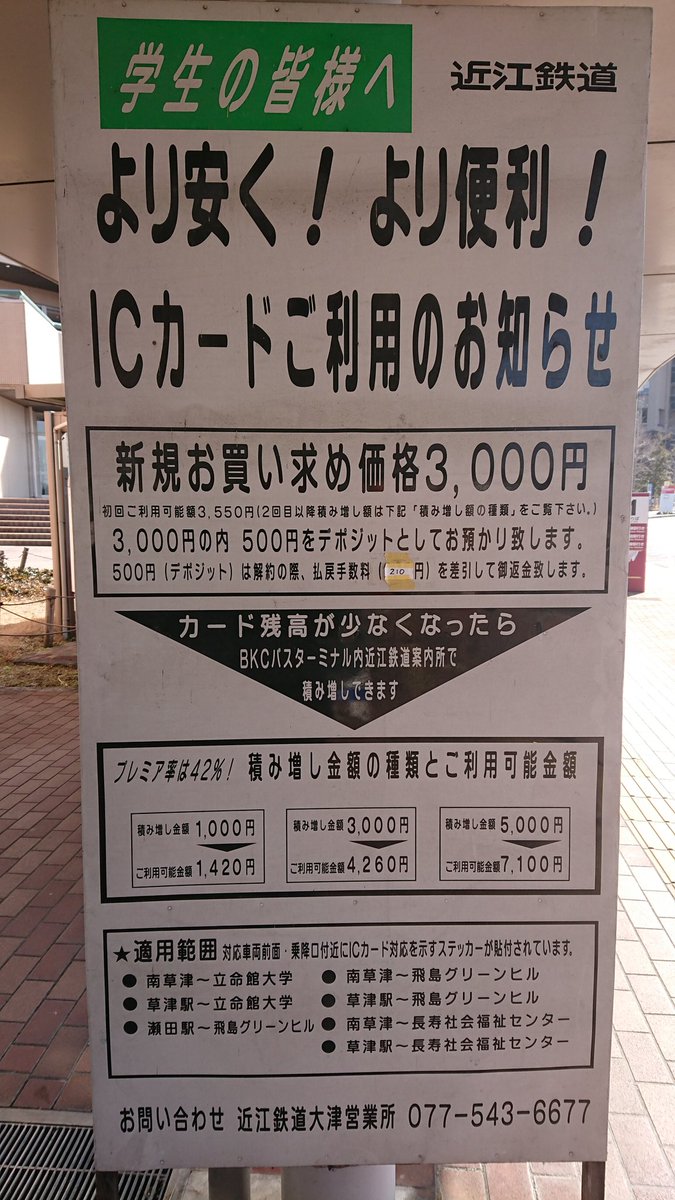 学生の皆様へ
近江鉄道
より安く！ より便利！
ICカードご利用のお知らせ
新規お買い求め価格3,000円
初回ご利用可能額3,550円(2回目以降積み増し額は下記「積み増し額の種類」をご覧下さい。)
3,000円の内 500円をデポジットとしてお預かり致します。
500円(デポジット)は解約の際、払戻手数料(210円)を差引して御返金致します。
カード残高が少なくなったら
BKCバスターミナル内近江鉄道案内所で
積み増しできます
プレミア率は42%! 積み増し金額の種類とご利用可能金額
積み増し金額 1,000円
ご利用可能金額 1,420円
積み増し金額 3,000円
ご利用可能金額 4,260円
積み増し金額 5,000円
ご利用可能金額 7,100円
★適用範囲 対応車両前面・乗降口付近にICカード対応を示すステッカーが貼付されています。
● 南草津～立命館大学
● 草津駅～立命館大学
● 瀬田駅～飛島グリーンヒル
● 南草津～飛島グリーンヒル
● 草津駅～飛島グリーンヒル
● 南草津～長寿社会福祉センター
● 草津駅～長寿社会福祉センター
お問い合わせ 近江鉄道大津営業所 077-543-6677